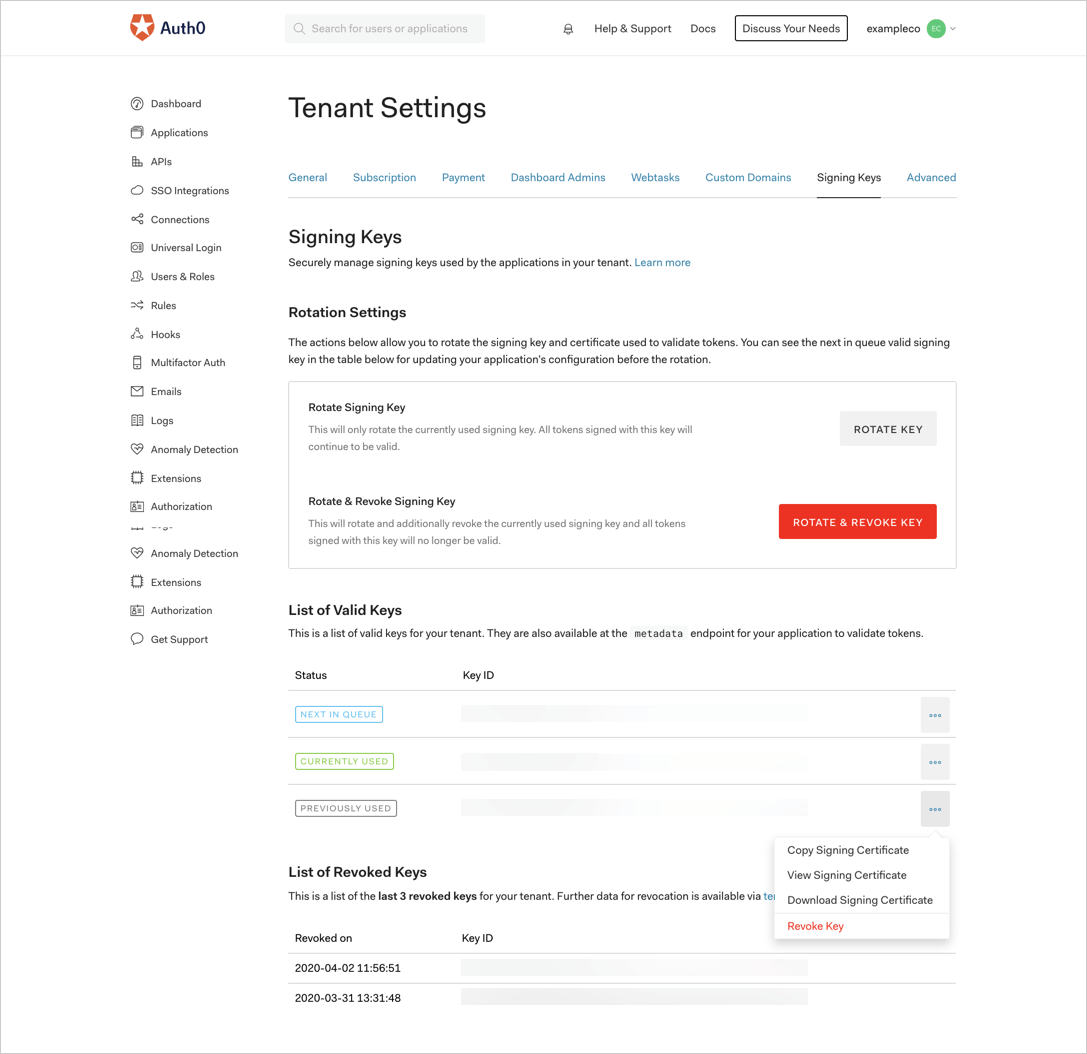 Auth0
Search for users or applications
Help & Support
Docs
Discuss Your Needs
exampleco
EC
Dashboard
Applications
APIs
SSO Integrations
Connections
Universal Login
Users & Roles
Rules
Hooks
Multifactor Auth
Emails
Logs
Anomaly Detection
Extensions
Authorization
Anomaly Detection
Extensions
Authorization
Get Support
Tenant Settings
General
Subscription
Payment
Dashboard Admins
Webtasks
Custom Domains
Signing Keys
Advanced
Signing Keys
Securely manage signing keys used by the applications in your tenant. Learn more
Rotation Settings
The actions below allow you to rotate the signing key and certificate used to validate tokens. You can see the next in queue valid signing
key in the table below for updating your application's configuration before the rotation.
Rotate Signing Key
This will only rotate the currently used signing key. All tokens signed with this key will
continue to be valid.
ROTATE KEY
Rotate & Revoke Signing Key
This will rotate and additionally revoke the currently used signing key and all tokens
signed with this key will no longer be valid.
ROTATE & REVOKE KEY
List of Valid Keys
This is a list of valid keys for your tenant. They are also available at the metadata endpoint for your application to validate tokens.
Status
Key ID
NEXT IN QUEUE
CURRENTLY USED
PREVIOUSLY USED
Copy Signing Certificate
View Signing Certificate
Download Signing Certificate
Revoke Key
List of Revoked Keys
This is a list of the last 3 revoked keys for your tenant. Further data for revocation is available via
Revoked on
Key ID
2020-04-02 11:56:51
2020-03-31 13:31:48